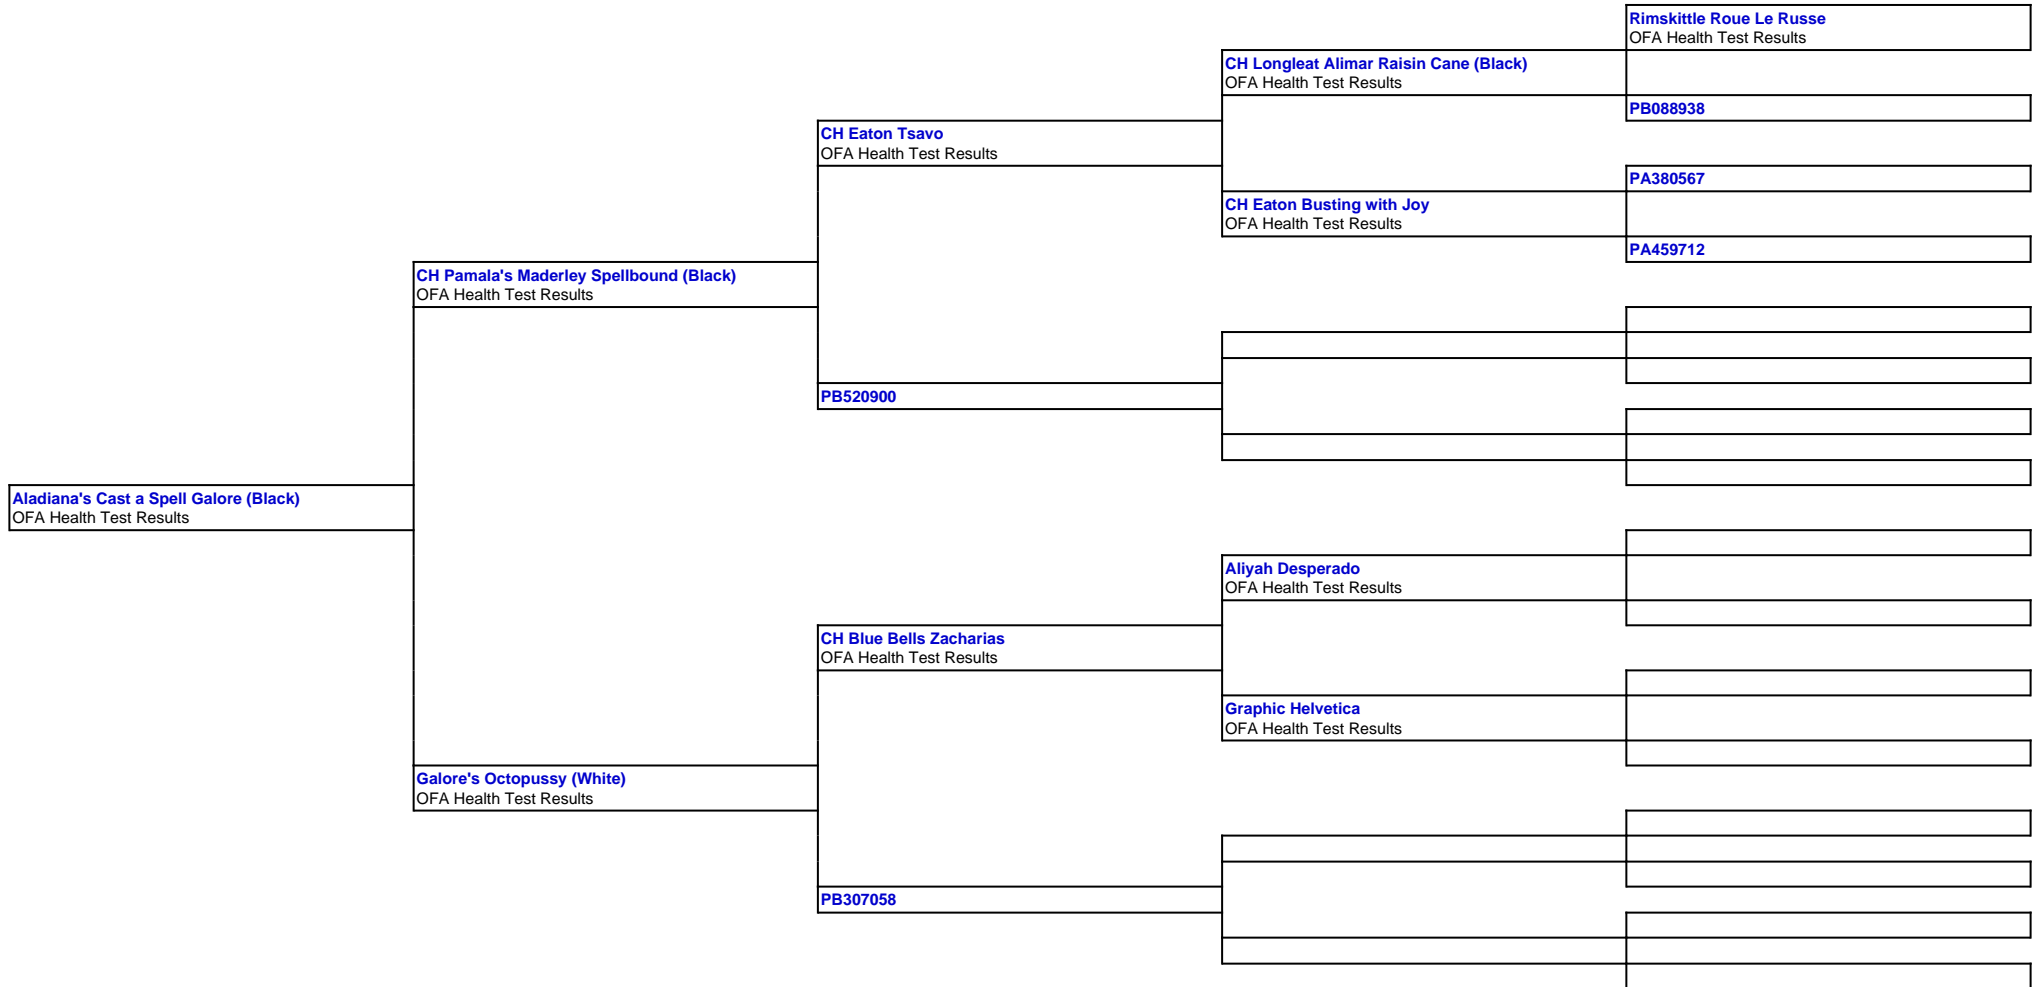 Rimskittle Roue Le Russe
OFA Health Test Results
CH Longleat Alimar Raisin Cane (Black)
OFA Health Test Results
PB088938
CH Eaton Tsavo
OFA Health Test Results
PA380567
CH Eaton Busting with Joy
OFA Health Test Results
PA459712
CH Pamala's Maderley Spellbound (Black)
OFA Health Test Results
PB520900
Aladiana's Cast a Spell Galore (Black)
OFA Health Test Results
Aliyah Desperado
OFA Health Test Results
CH Blue Bells Zacharias
OFA Health Test Results
Graphic Helvetica
OFA Health Test Results
Galore's Octopussy (White)
OFA Health Test Results
PB307058